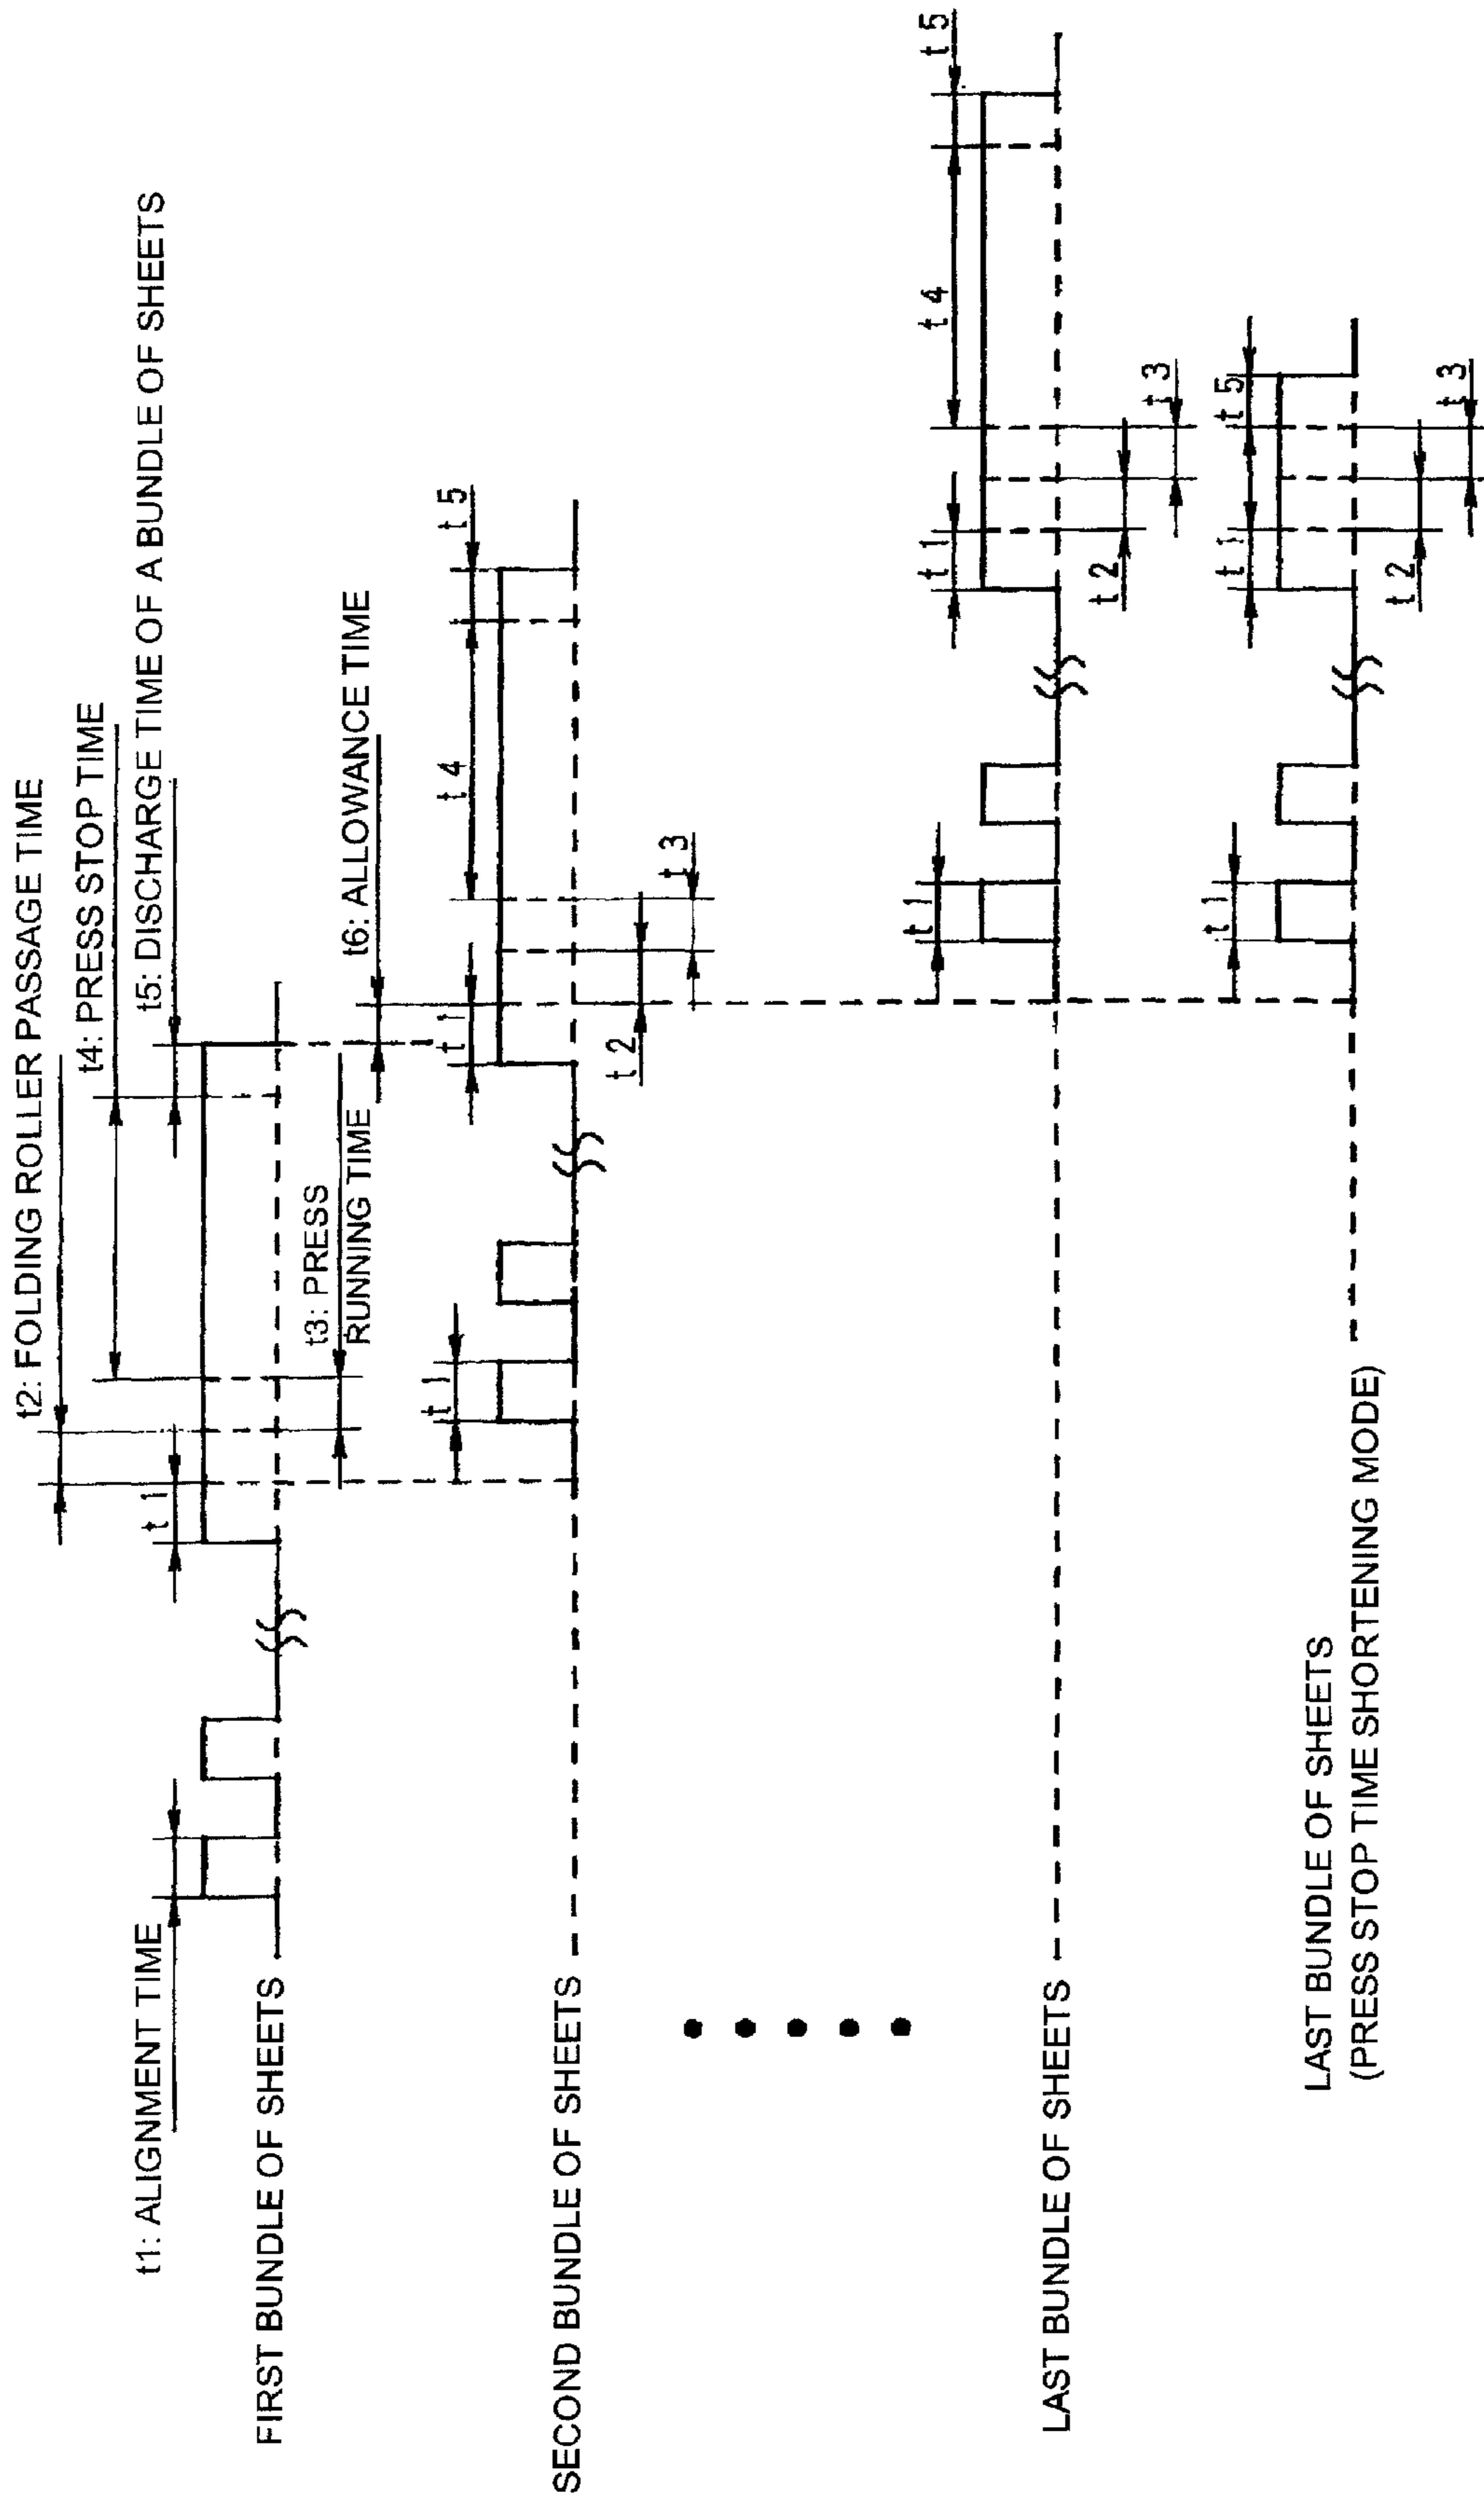 t2: FOLDING ROLLER PASSAGE TIME
t4: PRESS STOP TIME
t1: ALIGNMENT TIME
t5: DISCHARGE TIME OF A BUNDLE OF SHEETS
t1
FIRST BUNDLE OF SHEETS
t3: PRESS
RUNNING TIME
t6: ALLOWANCE TIME
t1
t1
t4
t5
SECOND BUNDLE OF SHEETS
t2
t3
t1
t1
t4
t5
LAST BUNDLE OF SHEETS
t2
t3
t1
t1
t5
LAST BUNDLE OF SHEETS
(PRESS STOP TIME SHORTENING MODE)
t2
t3